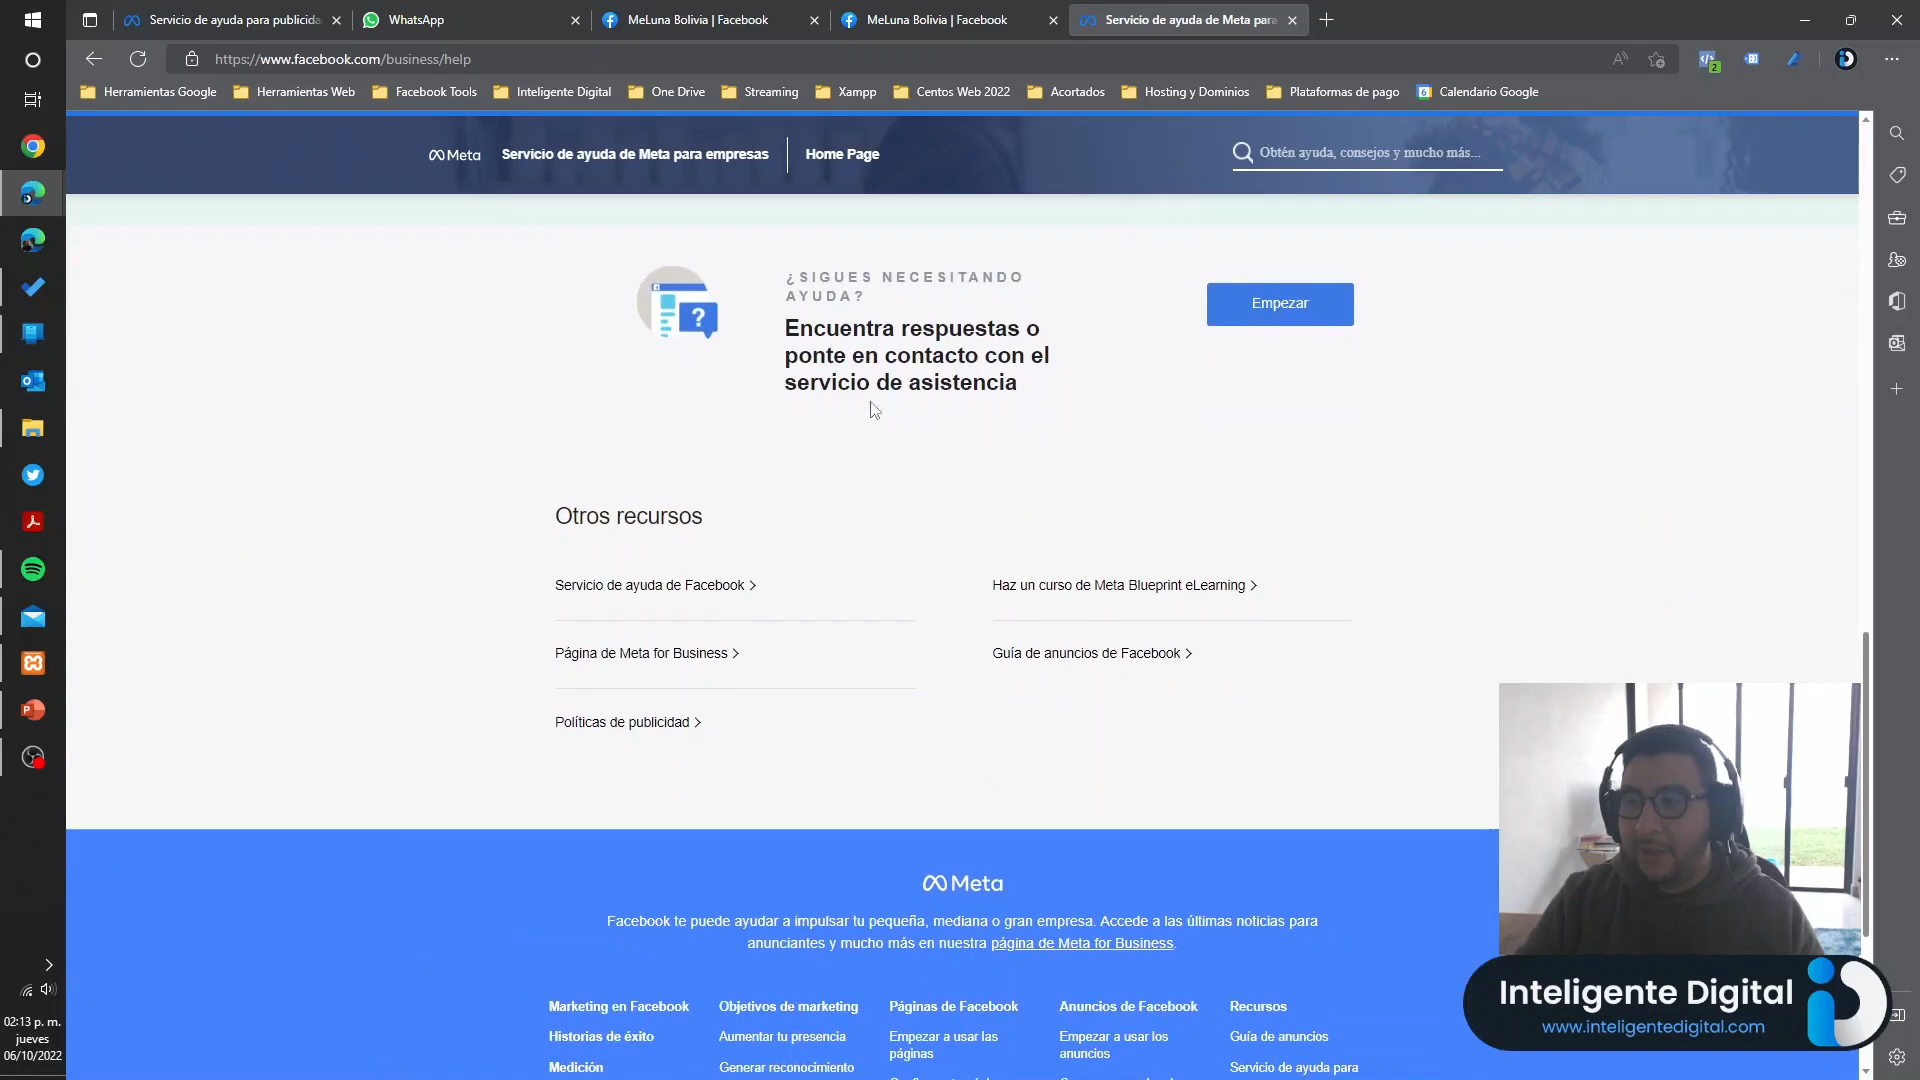 Servicio de ayuda para publicida
WhatsApp
MeLuna Bolivia | Facebook
MeLuna Bolivia | Facebook
Servicio de ayuda de Meta para
https://www.facebook.com/business/help
2
Herramientas Google
Herramientas Web
Facebook Tools
Inteligente Digital
One Drive
Streaming
Xampp
Centos Web 2022
Acortados
Hosting y Dominios
Plataformas de pago
Calendario Google
Meta
Servicio de ayuda de Meta para empresas
Home Page
Obtén ayuda, consejos y mucho más...
¿SIGUES NECESITANDO
AYUDA?
Encuentra respuestas o
ponte en contacto con el
servicio de asistencia
Empezar
Otros recursos
Servicio de ayuda de Facebook
Haz un curso de Meta Blueprint eLearning
Página de Meta for Business
Guía de anuncios de Facebook
Políticas de publicidad
Meta
Facebook te puede ayudar a impulsar tu pequeña, mediana o gran empresa. Accede a las últimas noticias para
anunciantes y mucho más en nuestra página de Meta for Business.
Marketing en Facebook
Historias de éxito
Medición
Objetivos de marketing
Aumentar tu presencia
Generar reconocimiento
Páginas de Facebook
Empezar a usar las
páginas
Anuncios de Facebook
Empezar a usar los
anuncios
Recursos
Guía de anuncios
Servicio de ayuda para
Inteligente Digital
www.inteligentedigital.com
02:13 p. m.
jueves
06/10/2022